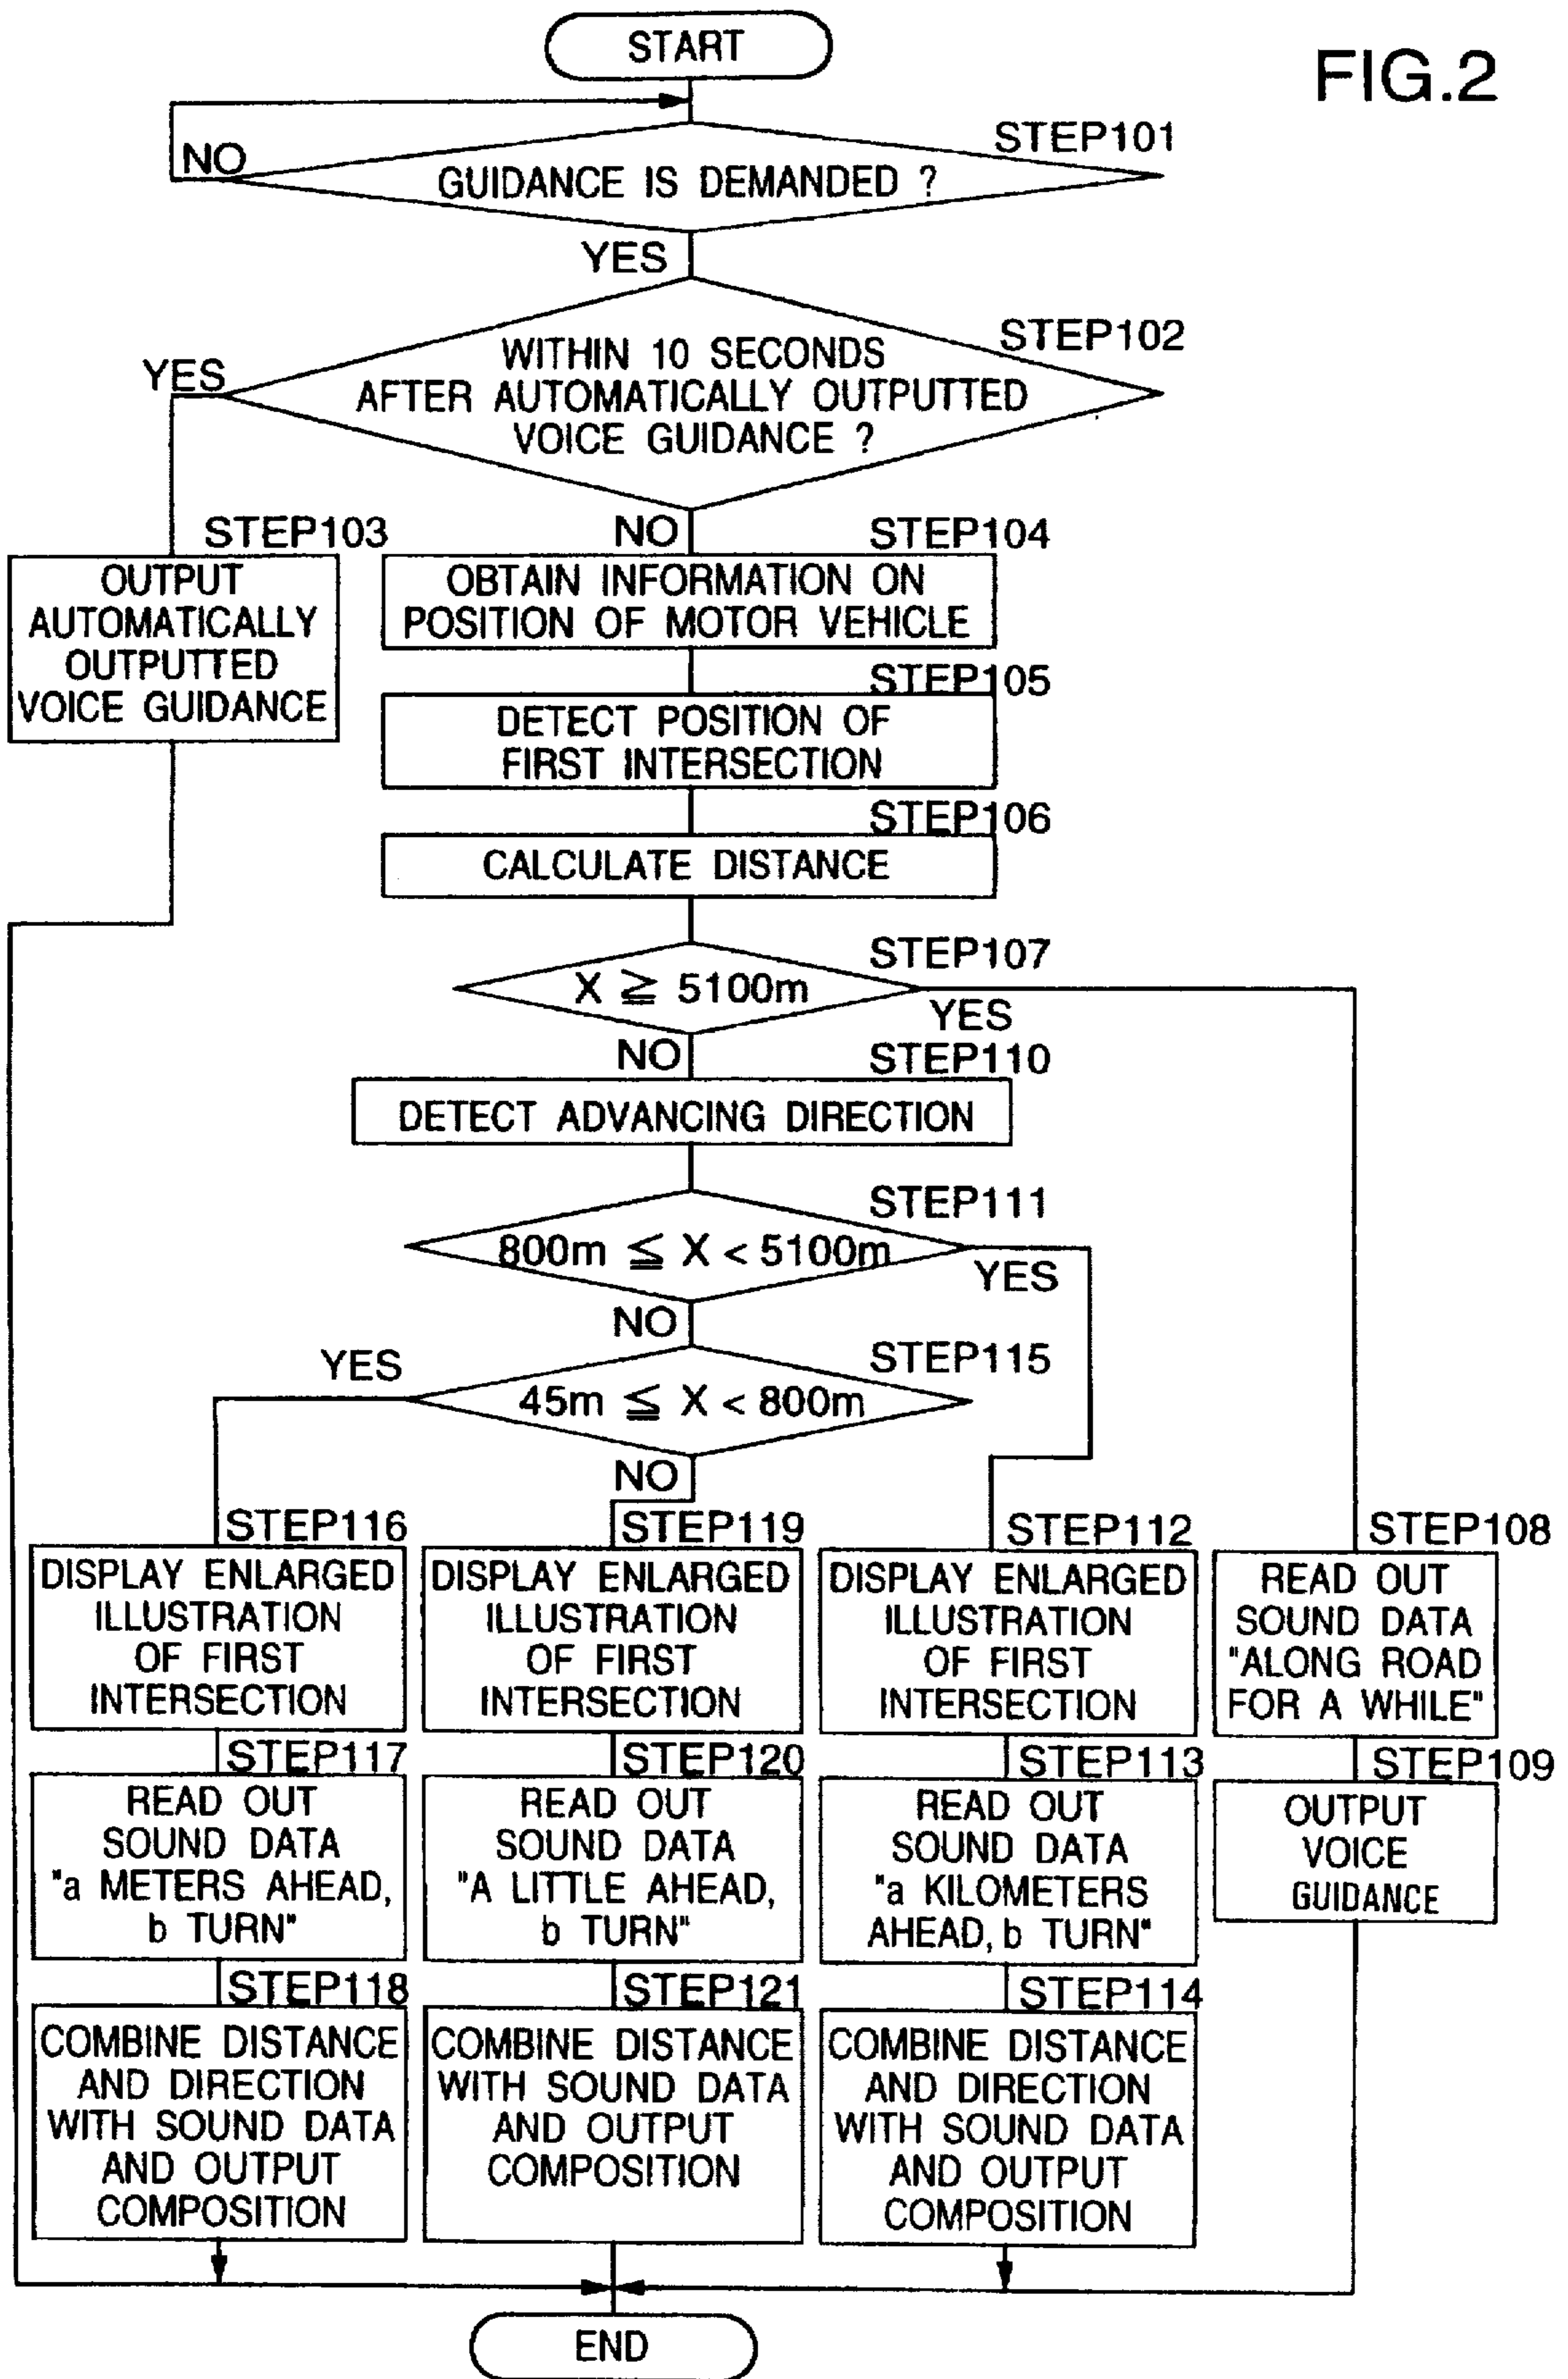 START
FIG.2
STEP101
NO
GUIDANCE IS DEMANDED ?
YES
STEP102
YES
WITHIN 10 SECONDS
AFTER AUTOMATICALLY OUTPUTTED
VOICE GUIDANCE ?
STEP103
NO
STEP104
OUTPUT
AUTOMATICALLY
OUTPUTTED
VOICE GUIDANCE
OBTAIN INFORMATION ON
POSITION OF MOTOR VEHICLE
STEP105
DETECT POSITION OF
FIRST INTERSECTION
STEP106
CALCULATE DISTANCE
STEP107
X ≧ 5100m
YES
NO
STEP110
DETECT ADVANCING DIRECTION
STEP111
800m ≦ X < 5100m
YES
NO
STEP115
YES
45m ≦ X < 800m
NO
STEP116
DISPLAY ENLARGED
ILLUSTRATION
OF FIRST
INTERSECTION
STEP117
READ OUT
SOUND DATA
"a METERS AHEAD,
b TURN"
STEP118
COMBINE DISTANCE
AND DIRECTION
WITH SOUND DATA
AND OUTPUT
COMPOSITION
STEP119
DISPLAY ENLARGED
ILLUSTRATION
OF FIRST
INTERSECTION
STEP120
READ OUT
SOUND DATA
"A LITTLE AHEAD,
b TURN"
STEP121
COMBINE DISTANCE
WITH SOUND DATA
AND OUTPUT
COMPOSITION
STEP112
DISPLAY ENLARGED
ILLUSTRATION
OF FIRST
INTERSECTION
STEP113
READ OUT
SOUND DATA
"a KILOMETERS
AHEAD, b TURN"
STEP114
COMBINE DISTANCE
AND DIRECTION
WITH SOUND DATA
AND OUTPUT
COMPOSITION
STEP108
READ OUT
SOUND DATA
"ALONG ROAD
FOR A WHILE"
STEP109
OUTPUT
VOICE
GUIDANCE
END